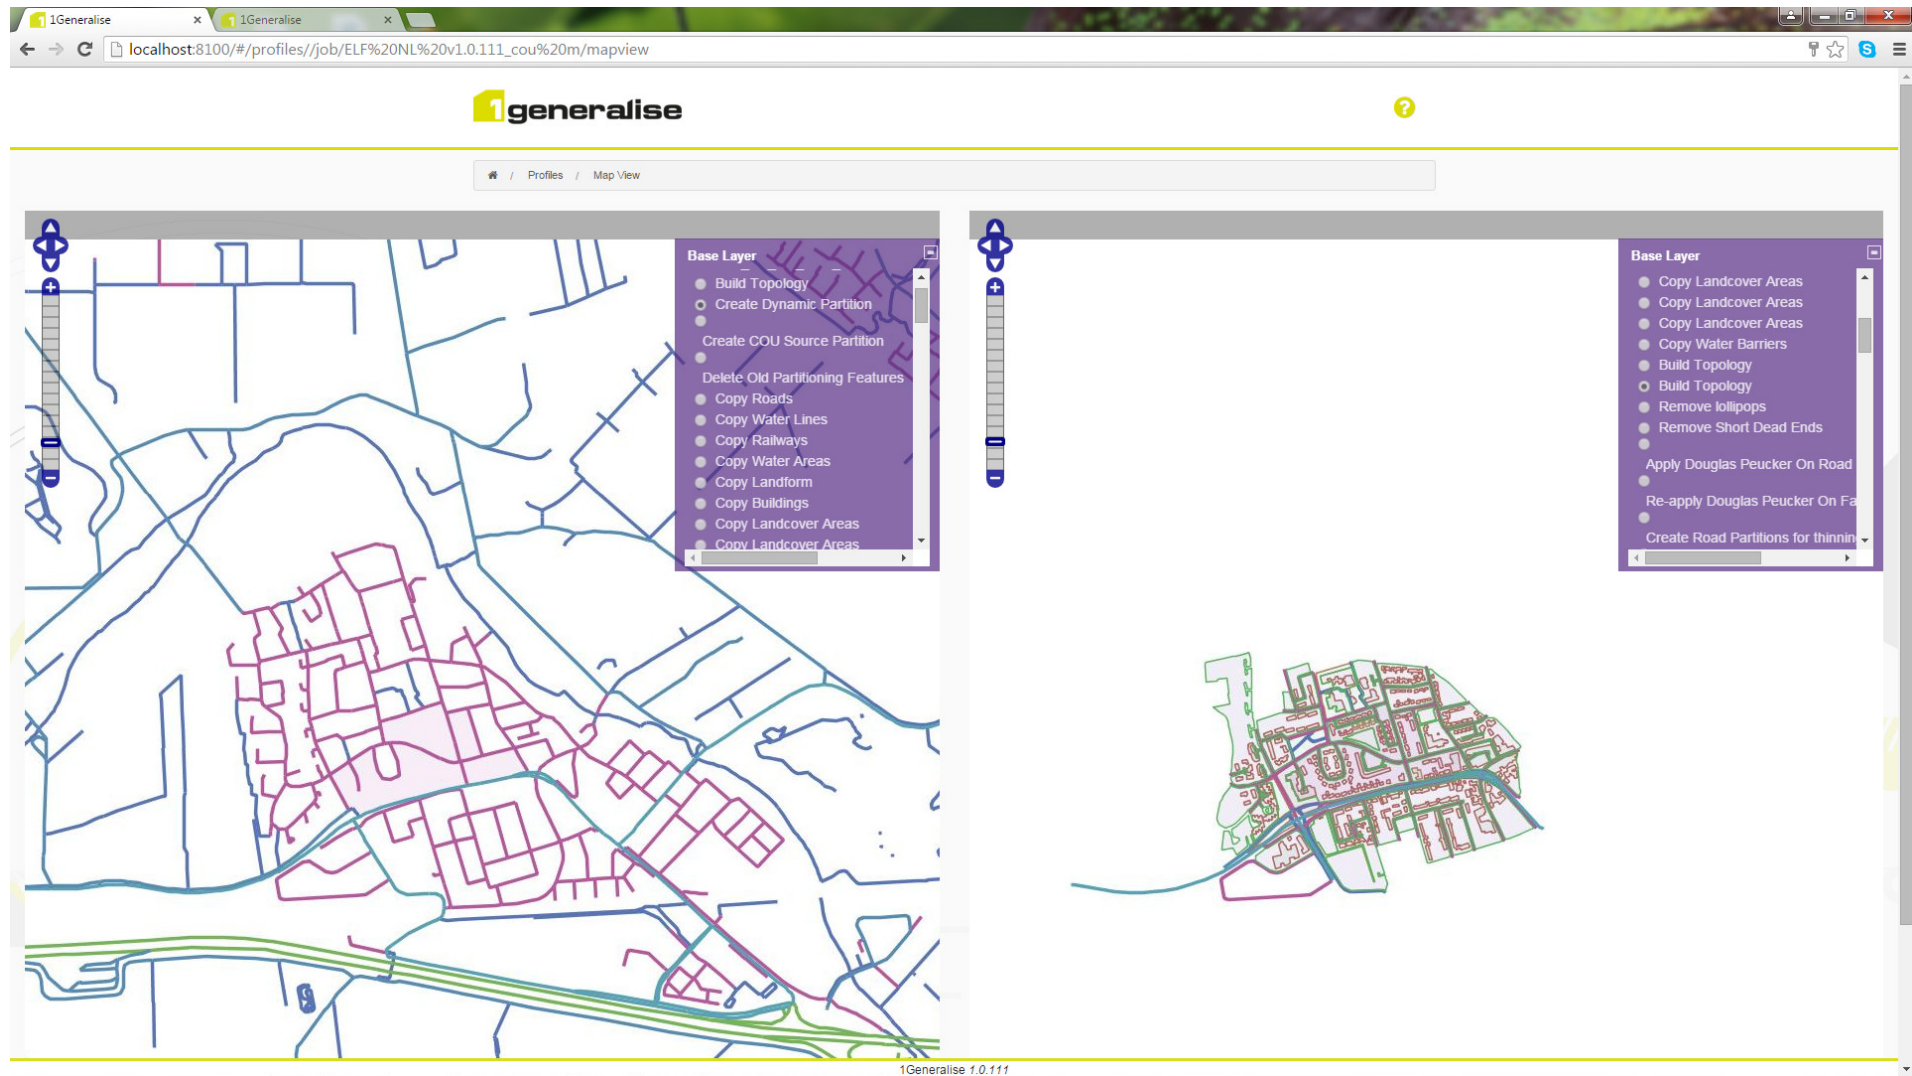 1Generalise
1Generalise
localhost:8100/#/profiles//job/ELF%20NL%20v1.0.111_cou%20m/mapview
1generalise
?
/ Profiles / Map View
Base Layer
Build Topology
Create Dynamic Partition
Create COU Source Partition
Delete Old Partitioning Features
Copy Roads
Copy Water Lines
Copy Railways
Copy Water Areas
Copy Landform
Copy Buildings
Copy Landcover Areas
Copy Landcover Areas
Base Layer
Copy Landcover Areas
Copy Landcover Areas
Copy Landcover Areas
Copy Water Barriers
Build Topology
Build Topology
Remove lollipops
Remove Short Dead Ends
Apply Douglas Peucker On Road
Re-apply Douglas Peucker On Fa
Create Road Partitions for thinnin
1Generalise 1.0.111